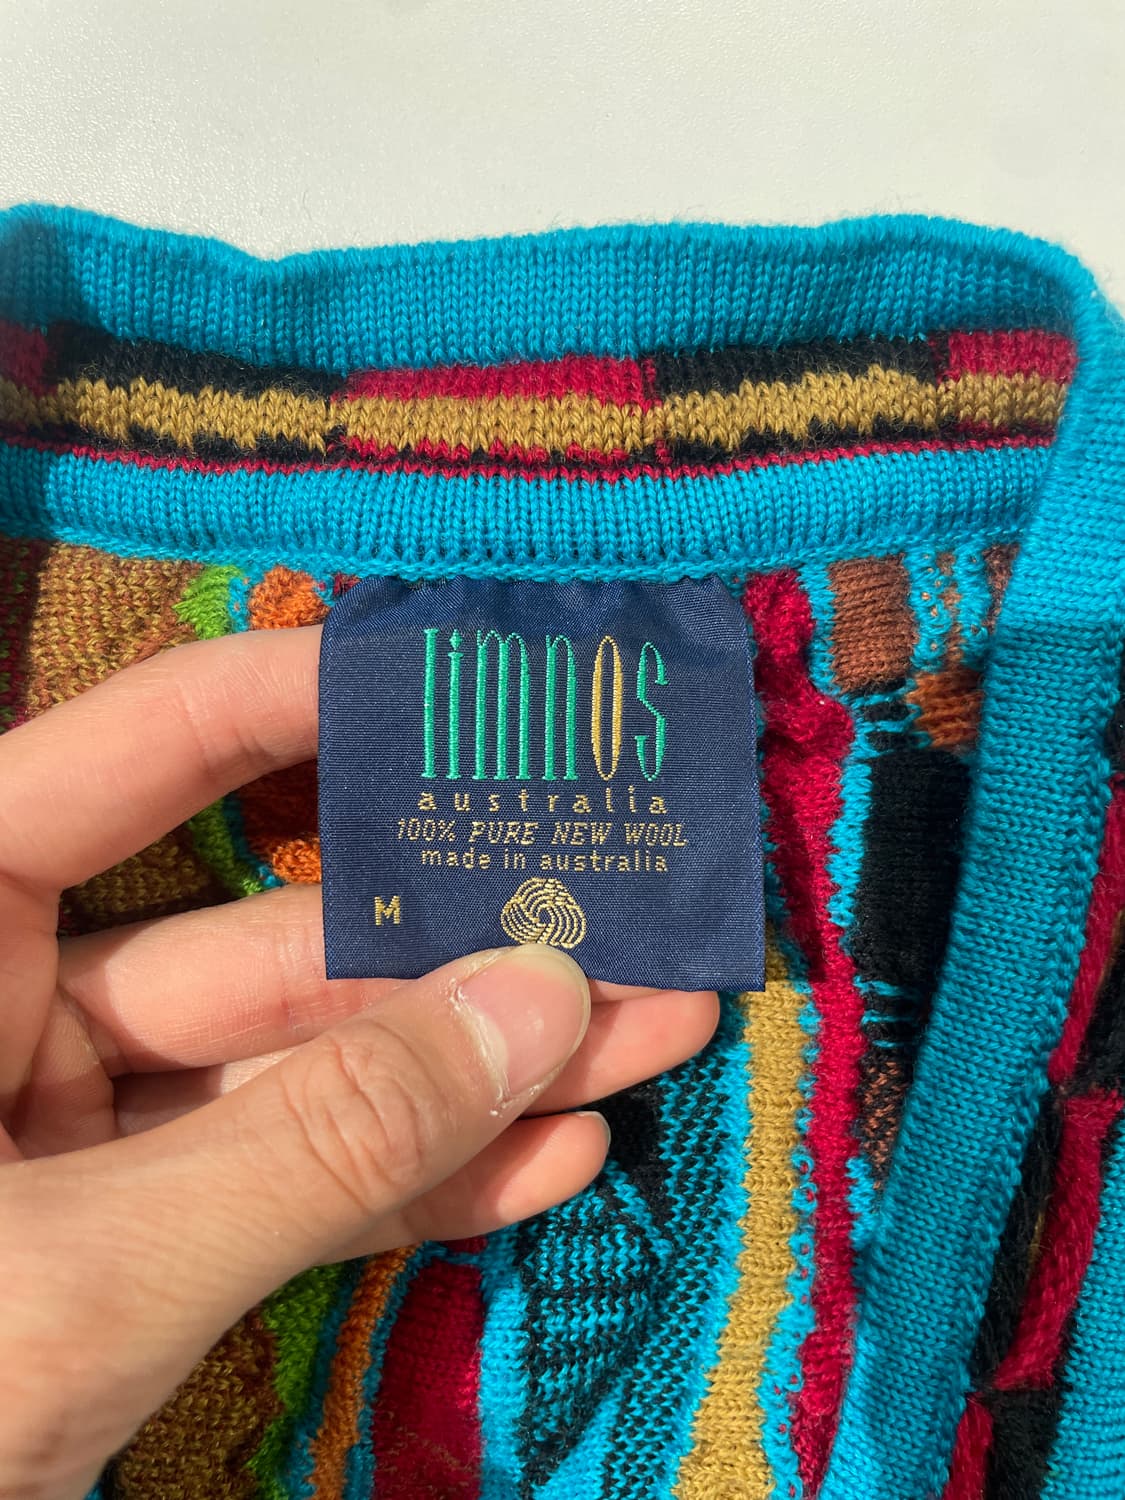 limnos
australia
100% PURE NEW WOOL
made in australia
M